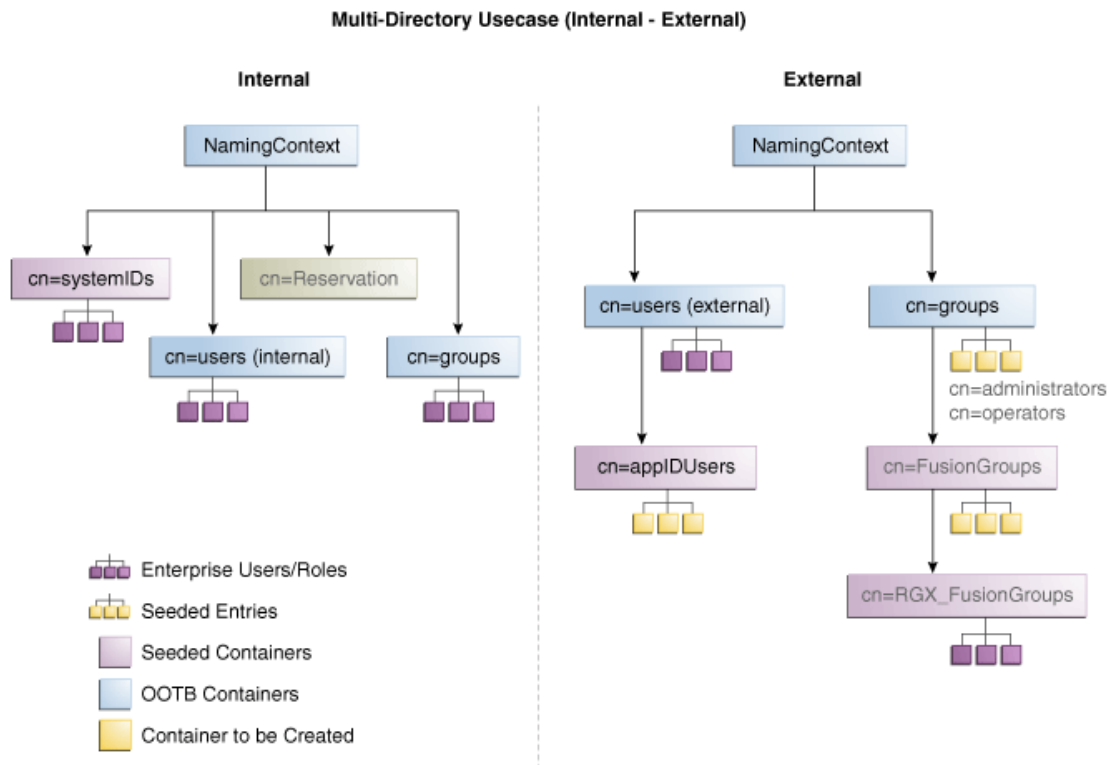 Multi-Directory Usecase (Internal - External)
Internal
NamingContext
cn=systemIDs
cn=Reservation
cn=users (internal)
cn=groups
Enterprise Users/Roles
Seeded Entries
Seeded Containers
OOTB Containers
Container to be Created
External
NamingContext
cn=users (external)
cn=groups
cn=administrators
cn=operators
cn=appIDUsers
cn=FusionGroups
cn=RGX_FusionGroups